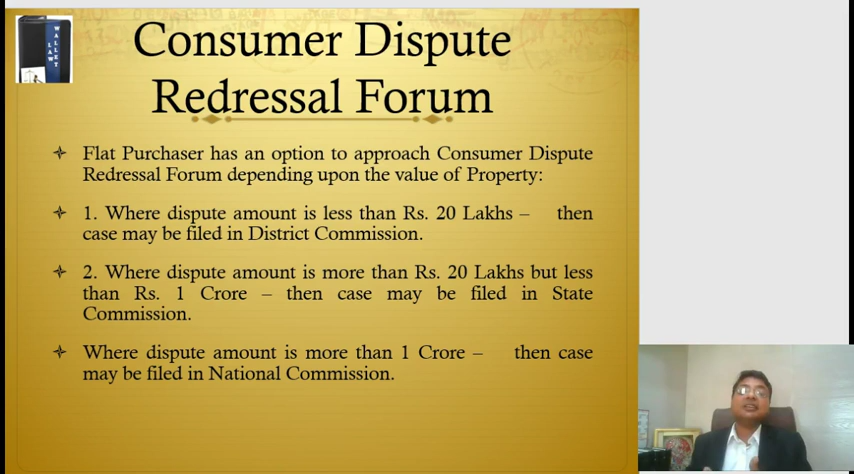 LAW
WALLET
Consumer Dispute
Redressal Forum
Flat Purchaser has an option to approach Consumer Dispute
Redressal Forum depending upon the value of Property:
1. Where dispute amount is less than Rs. 20 Lakhs – then
case may be filed in District Commission.
2. Where dispute amount is more than Rs. 20 Lakhs but less
than Rs. 1 Crore – then case may be filed in State
Commission.
Where dispute amount is more than 1 Crore – then case
may be filed in National Commission.